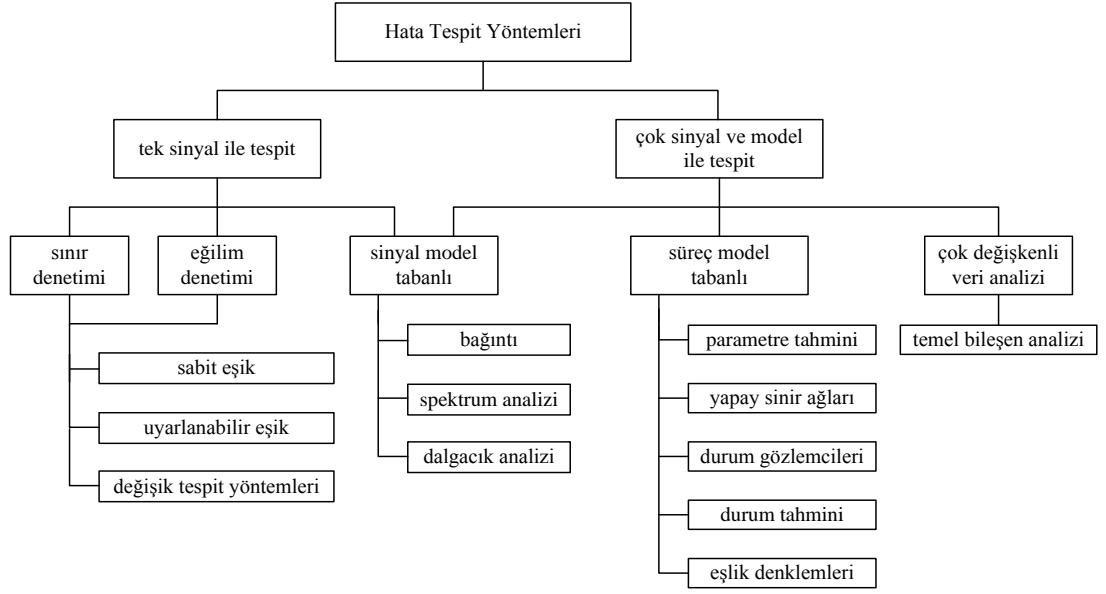 Hata Tespit Yöntemleri
tek sinyal ile tespit
çok sinyal ve model
ile tespit
sınır
denetimi
eğilim
denetimi
sinyal model
tabanlı
süreç model
tabanlı
çok değişkenli
veri analizi
sabit eşik
uyarlanabilir eşik
değişik tespit yöntemleri
bağıntı
spektrum analizi
dalgacık analizi
parametre tahmini
yapay sinir ağları
durum gözlemcileri
durum tahmini
eşlik denklemleri
temel bileşen analizi